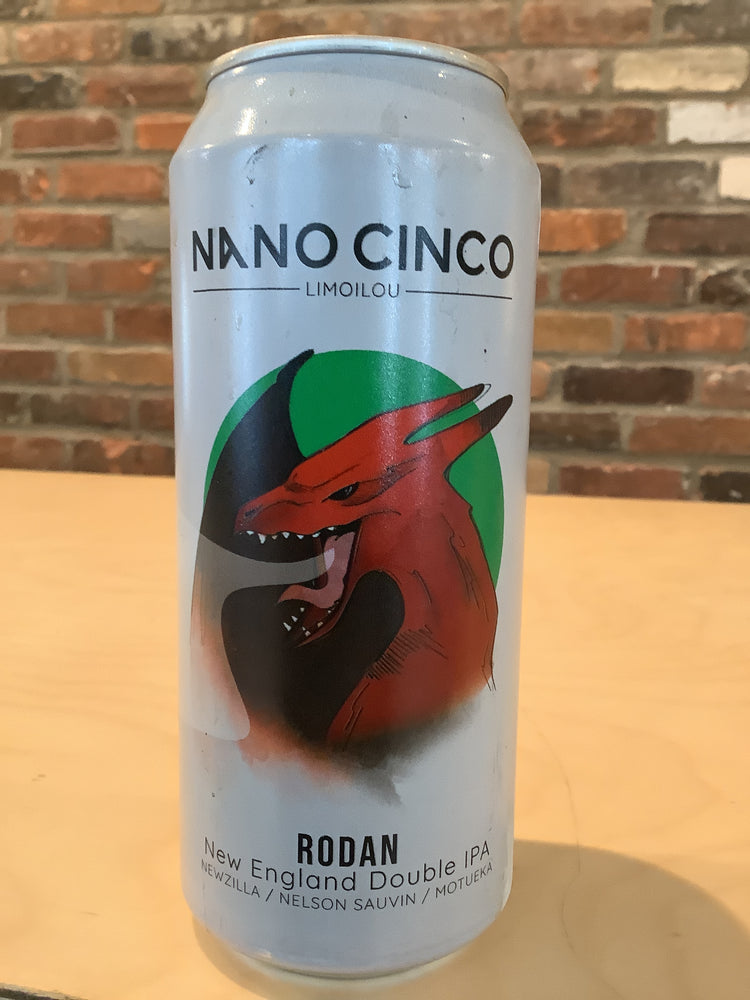 NANO CINCO
LIMOILOU
RODAN
New England Double IPA
NEWZILLA / NELSON SAUVIN / MOTUEKA